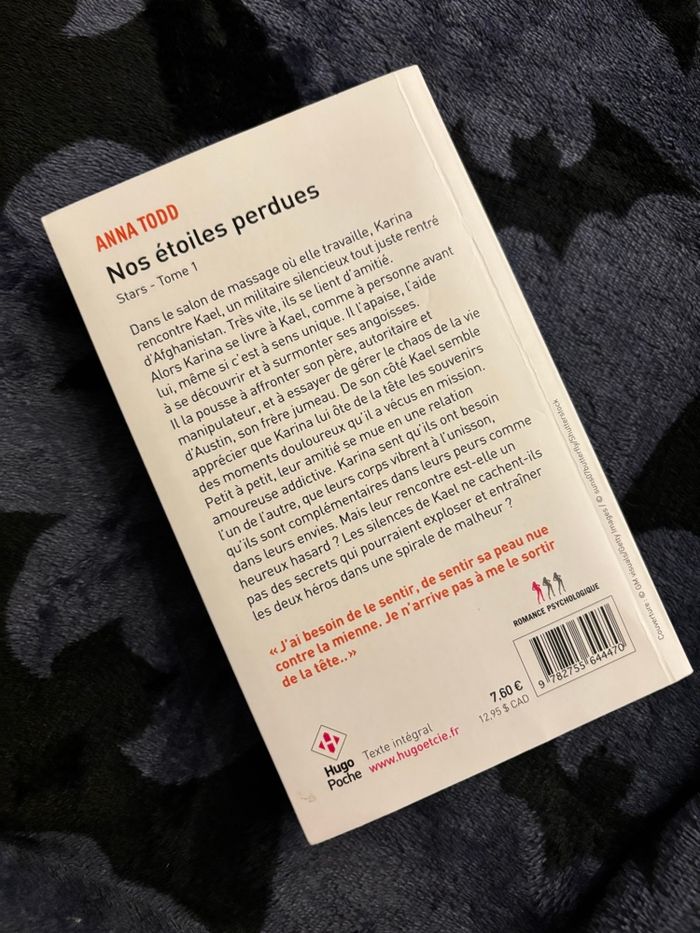 ANNA TODD
Nos étoiles perdues
Stars - Tome 1
Dans le salon de massage où elle travaille, Karina
rencontre Kael, un militaire silencieux tout juste rentré
d'Afghanistan. Très vite, ils se lient d'amitié.
Alors Karina se livre à Kael, comme à personne avant
lui, même si c'est à sens unique. Il l'apaise, l'aide
à se découvrir et à surmonter ses angoisses.
Il la pousse à affronter son père, autoritaire et
manipulateur, et à essayer de gérer le chaos de la vie
d'Austin, son frère jumeau. De son côté Kael semble
apprécier que Karina lui ôte de la tête les souvenirs
des moments douloureux qu'il a vécus en mission.
Petit à petit, leur amitié se mue en une relation
amoureuse addictive. Karina sent qu'ils ont besoin
l'un de l'autre, que leurs corps vibrent à l'unisson,
qu'ils sont complémentaires dans leurs peurs comme
dans leurs envies. Mais leur rencontre est-elle un
heureux hasard ? Les silences de Kael ne cachent-ils
pas des secrets qui pourraient exploser et entraîner
les deux héros dans une spirale de malheur ?
« J'ai besoin de le sentir, de sentir sa peau nue
contre la mienne. Je n'arrive pas à me le sortir
de la tête.. »
ROMANCE PSYCHOLOGIQUE
7.60 €
12,95 $ CAD
9 782755 644470
Hugo
Poche
Texte intégral
www.hugoetcie.fr
Couverture © GM visuals/Getty Images / © suns07butterfly/Shutterstock